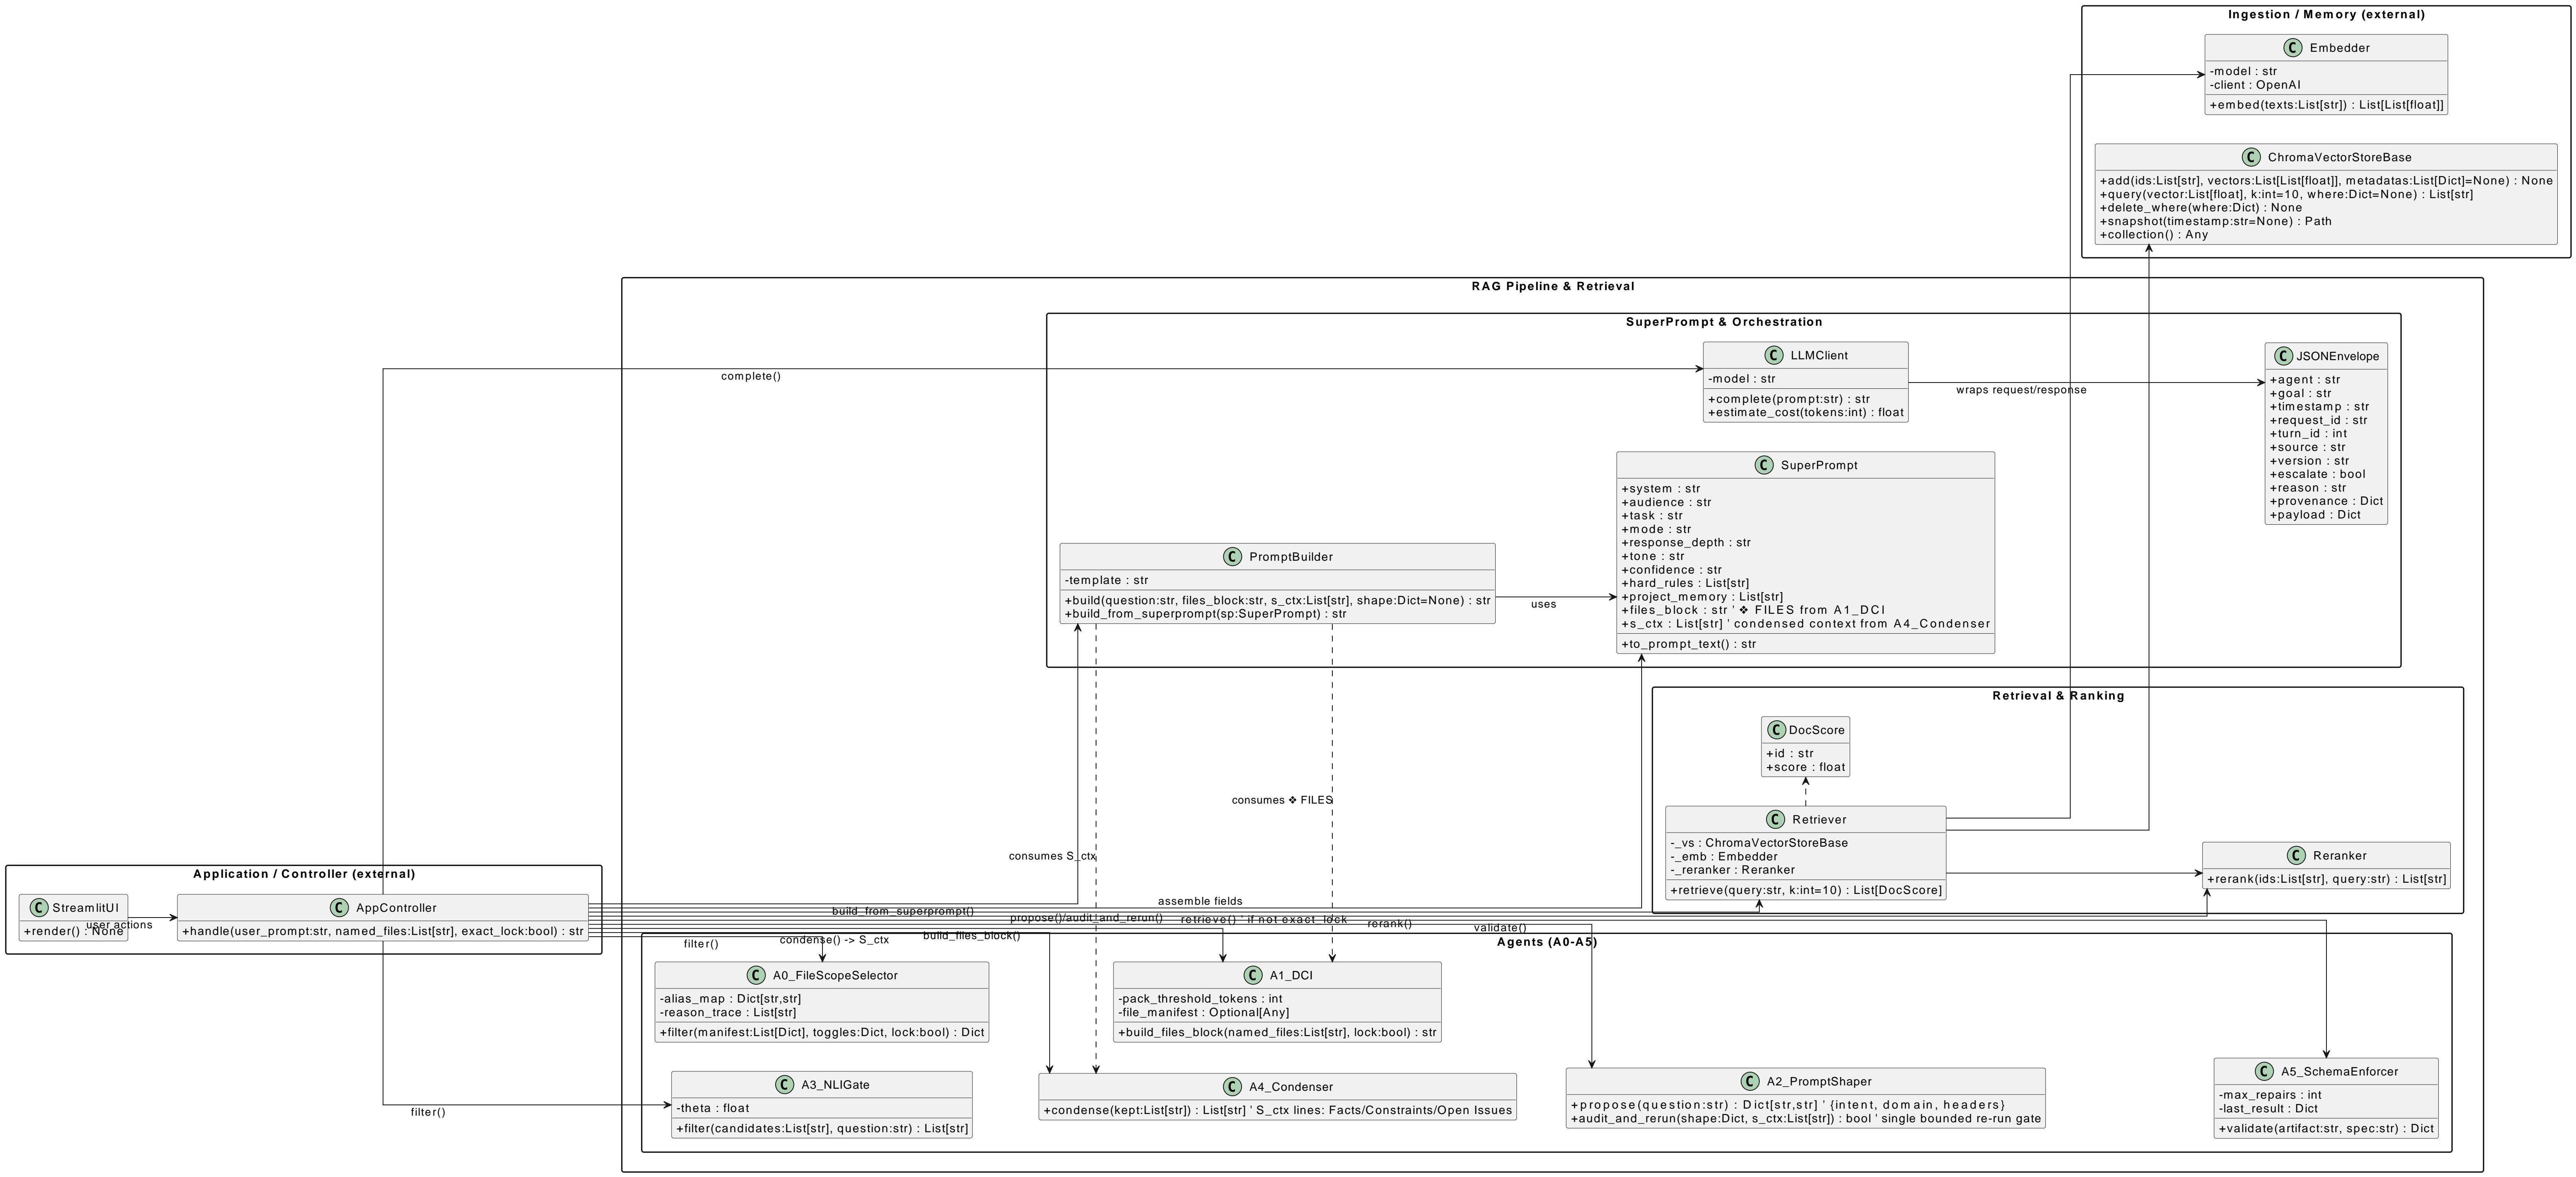 Ingestion / Memory (external)
C Embedder
-model : str
-client : OpenAI
+embed(texts:List[str]) : List[List[float]]
C ChromaVectorStoreBase
+add(ids:List[str], vectors:List[List[float]], metadatas:List[Dict]=None) : None
+query(vector:List[float], k:int=10, where:Dict=None) : List[str]
+delete_where(where:Dict) : None
+snapshot(timestamp:str=None) : Path
+collection() : Any
RAG Pipeline & Retrieval
SuperPrompt & Orchestration
C LLMClient
-model : str
+complete(prompt:str) : str
+estimate_cost(tokens:int) : float
complete()
wraps request/response
C JSONEnvelope
+agent : str
+goal : str
+timestamp : str
+request_id : str
+turn_id : int
+source : str
+version : str
+escalate : bool
+reason : str
+provenance : Dict
+payload : Dict
C SuperPrompt
+system : str
+audience : str
+task : str
+mode : str
+response_depth : str
+tone : str
+confidence : str
+hard_rules : List[str]
+project_memory : List[str]
+files_block : str ' ❖ FILES from A1_DCI
+s_ctx : List[str] ' condensed context from A4_Condenser
+to_prompt_text() : str
C PromptBuilder
-template : str
+build(question:str, files_block:str, s_ctx:List[str], shape:Dict=None) : str
+build_from_superprompt(sp:SuperPrompt) : str
uses
Retrieval & Ranking
C DocScore
+id : str
+score : float
C Retriever
-_vs : ChromaVectorStoreBase
-_emb : Embedder
-_reranker : Reranker
+retrieve(query:str, k:int=10) : List[DocScore]
C Reranker
+rerank(ids:List[str], query:str) : List[str]
consumes ❖ FILES
consumes S_ctx
Application / Controller (external)
C StreamlitUI
+render() : None
user actions
C AppController
+handle(user_prompt:str, named_files:List[str], exact_lock:bool) : str
assemble fields
build_from_superprompt()
propose()/audit_and_rerun()
retrieve() ' if not exact_lock
rerank()
validate()
filter()
condense() -> S_ctx
build_files_block()
Agents (A0-A5)
C A0_FileScopeSelector
-alias_map : Dict[str,str]
-reason_trace : List[str]
+filter(manifest:List[Dict], toggles:Dict, lock:bool) : Dict
C A1_DCI
-pack_threshold_tokens : int
-file_manifest : Optional[Any]
+build_files_block(named_files:List[str], lock:bool) : str
filter()
C A3_NLIGate
-theta : float
+filter(candidates:List[str], question:str) : List[str]
C A4_Condenser
+condense(kept:List[str]) : List[str] ' S_ctx lines: Facts/Constraints/Open Issues
C A2_PromptShaper
+propose(question:str) : Dict[str,str] ' {intent, domain, headers}
+audit_and_rerun(shape:Dict, s_ctx:List[str]) : bool ' single bounded re-run gate
C A5_SchemaEnforcer
-max_repairs : int
-last_result : Dict
+validate(artifact:str, spec:str) : Dict